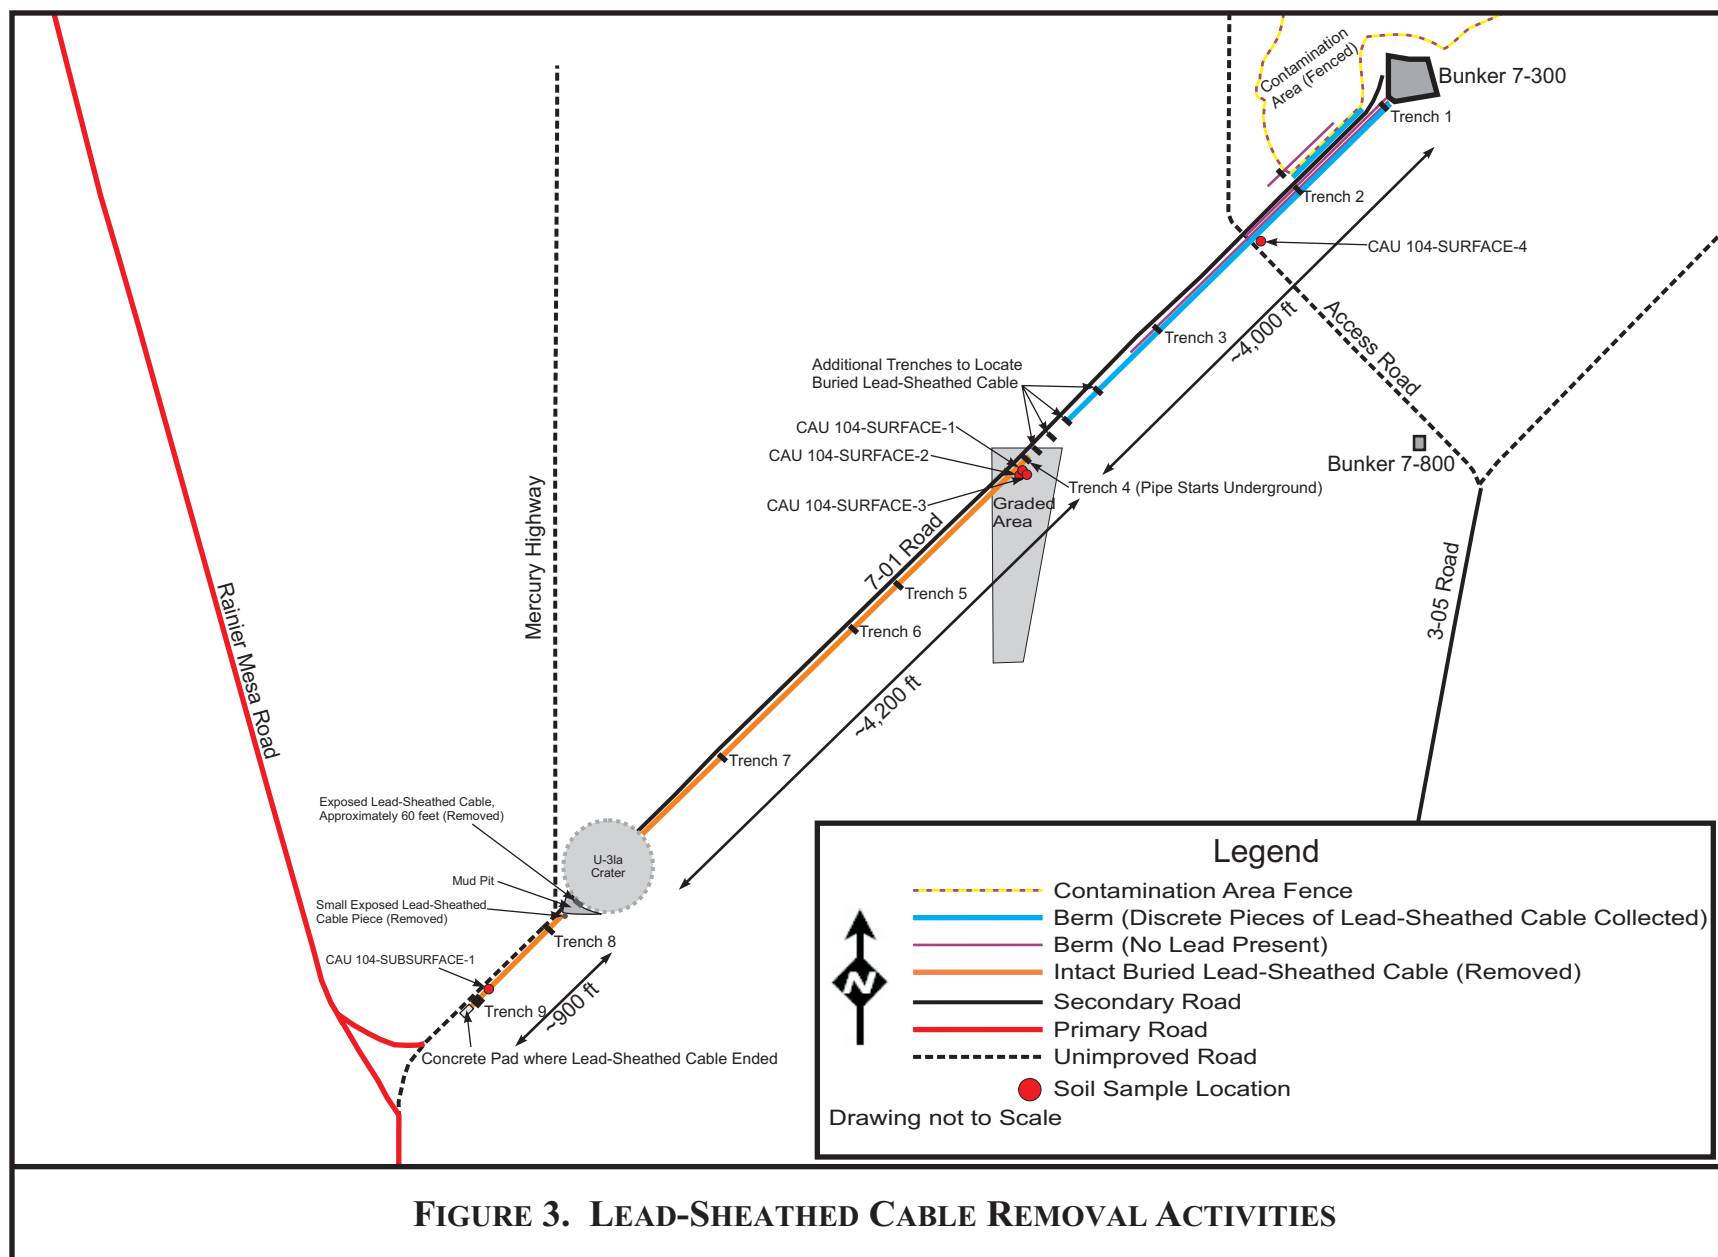 Contamination
Area (Fenced)
Bunker 7-300
Trench 1
Trench 2
CAU 104-SURFACE-4
Access Road
~4,000 ft
Trench 3
Additional Trenches to Locate
Buried Lead-Sheathed Cable
CAU 104-SURFACE-1
CAU 104-SURFACE-2
CAU 104-SURFACE-3
Bunker 7-800
Trench 4 (Pipe Starts Underground)
Graded
Area
7-01 Road
Mercury Highway
Rainier Mesa Road
3-05 Road
Trench 5
Trench 6
~4,200 ft
Trench 7
Exposed Lead-Sheathed Cable,
Approximately 60 feet (Removed)
U-3la
Crater
Mud Pit
Small Exposed Lead-Sheathed
Cable Piece (Removed)
Trench 8
CAU 104-SUBSURFACE-1
Trench 9
~900 ft
Concrete Pad where Lead-Sheathed Cable Ended
Legend
Contamination Area Fence
Berm (Discrete Pieces of Lead-Sheathed Cable Collected)
Berm (No Lead Present)
Intact Buried Lead-Sheathed Cable (Removed)
Secondary Road
Primary Road
Unimproved Road
Soil Sample Location
N
Drawing not to Scale
FIGURE 3. LEAD-SHEATHED CABLE REMOVAL ACTIVITIES